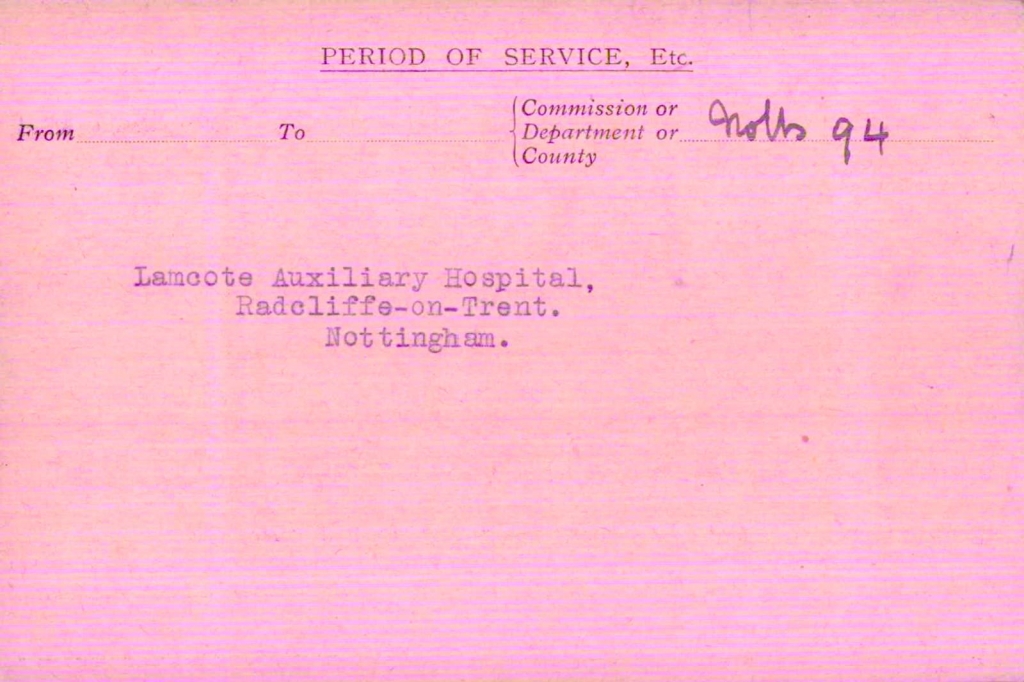 PERIOD OF SERVICE, Etc.
From To Commission or Department or County Notts 94
Lamcote Auxiliary Hospital,
Radcliffe-on-Trent.
Nottingham.